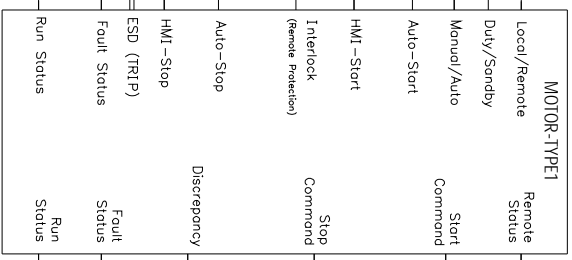 MOTOR-TYPE1
Local/Remote
Duty/Sandby
Manual/Auto
Auto-Start
HMI-Start
Interlock
(Remote Protection)
Auto-Stop
HMI-Stop
ESD (TRIP)
Fault Status
Run Status
Remote
Status
Start
Command
Stop
Command
Discrepancy
Fault
Status
Run
Status